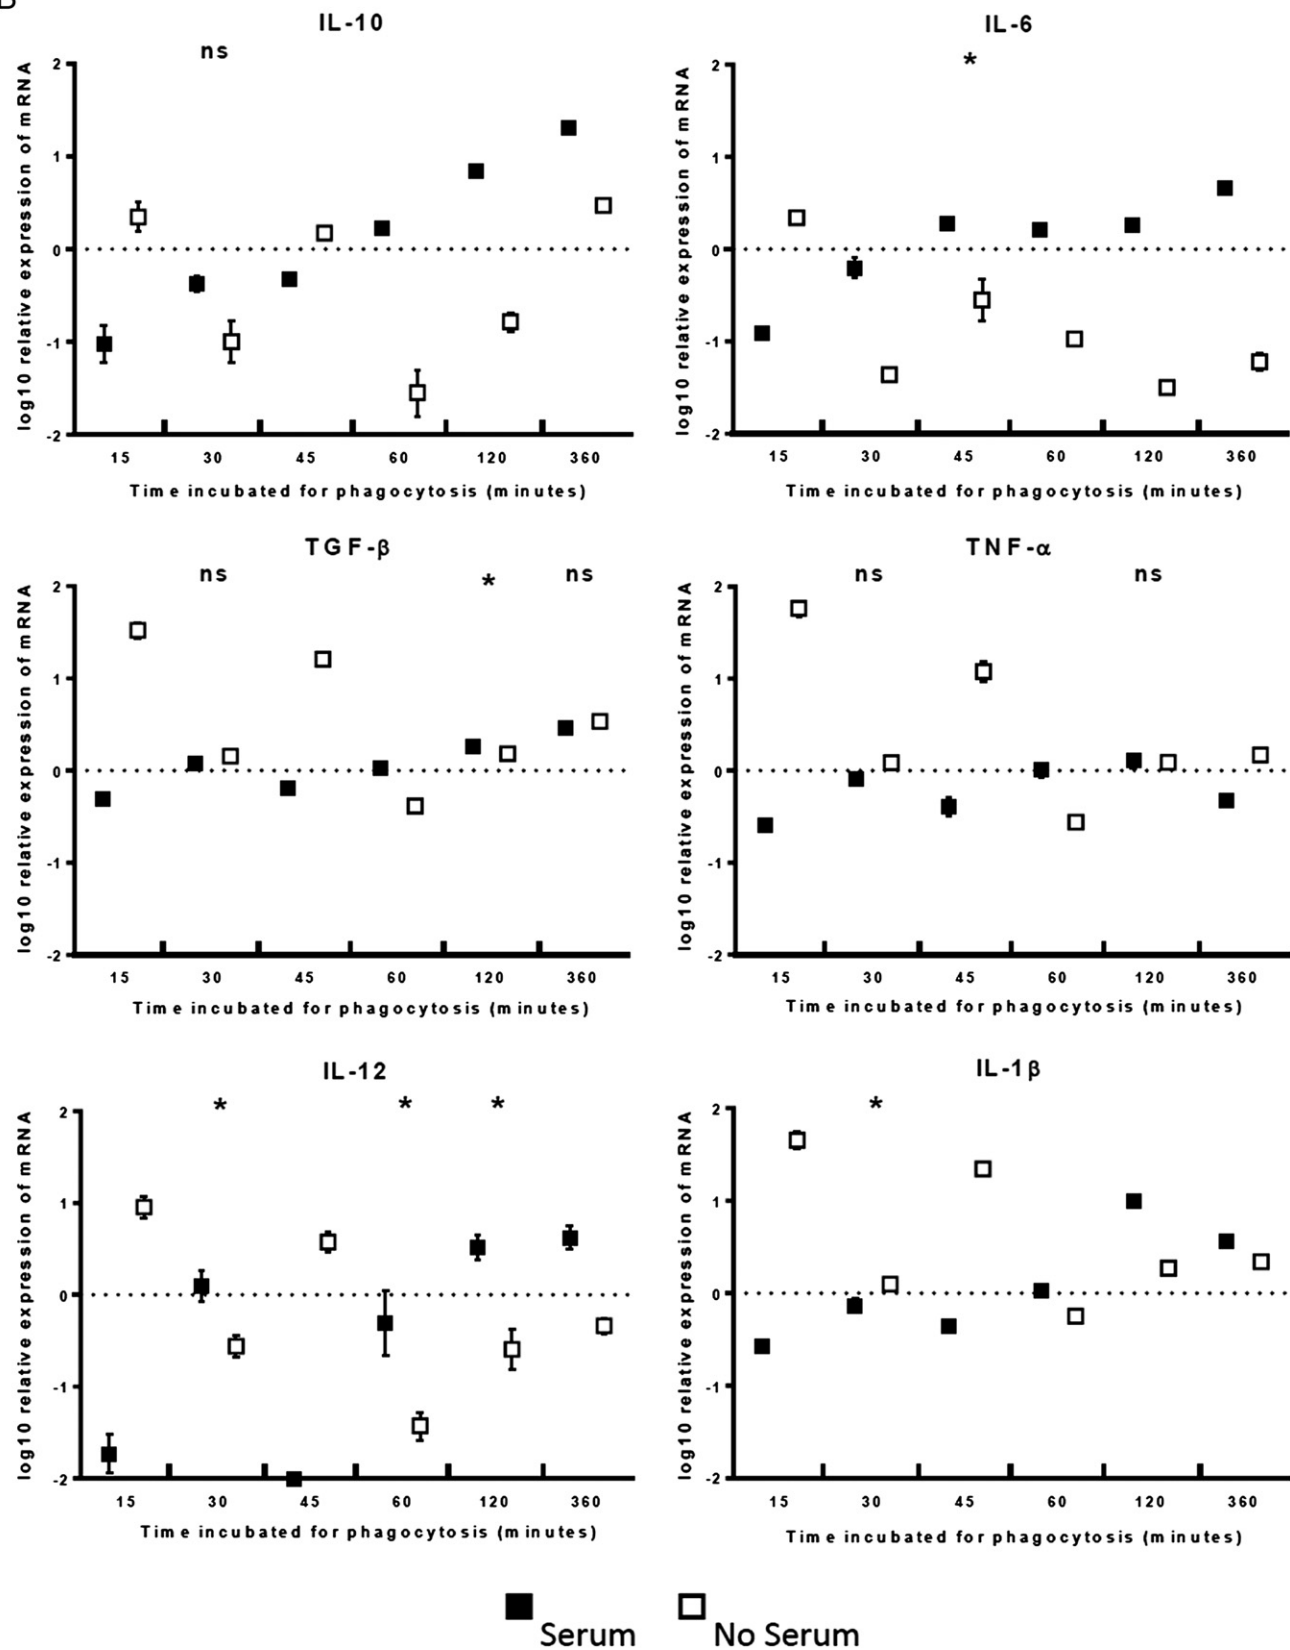 B
IL-10
ns
log10 relative expression of mRNA
2
1
0
-1
-2
15 30 45 60 120 360
Time incubated for phagocytosis (minutes)
IL-6
*
log10 relative expression of mRNA
2
1
0
-1
-2
15 30 45 60 120 360
Time incubated for phagocytosis (minutes)
TGF-β
ns * ns
log10 relative expression of mRNA
2
1
0
-1
-2
15 30 45 60 120 360
Time incubated for phagocytosis (minutes)
TNF-α
ns ns
log10 relative expression of mRNA
2
1
0
-1
-2
15 30 45 60 120 360
Time incubated for phagocytosis (minutes)
IL-12
* * *
log10 relative expression of mRNA
2
1
0
-1
-2
15 30 45 60 120 360
Time incubated for phagocytosis (minutes)
IL-1β
*
log10 relative expression of mRNA
2
1
0
-1
-2
15 30 45 60 120 360
Time incubated for phagocytosis (minutes)
Serum No Serum